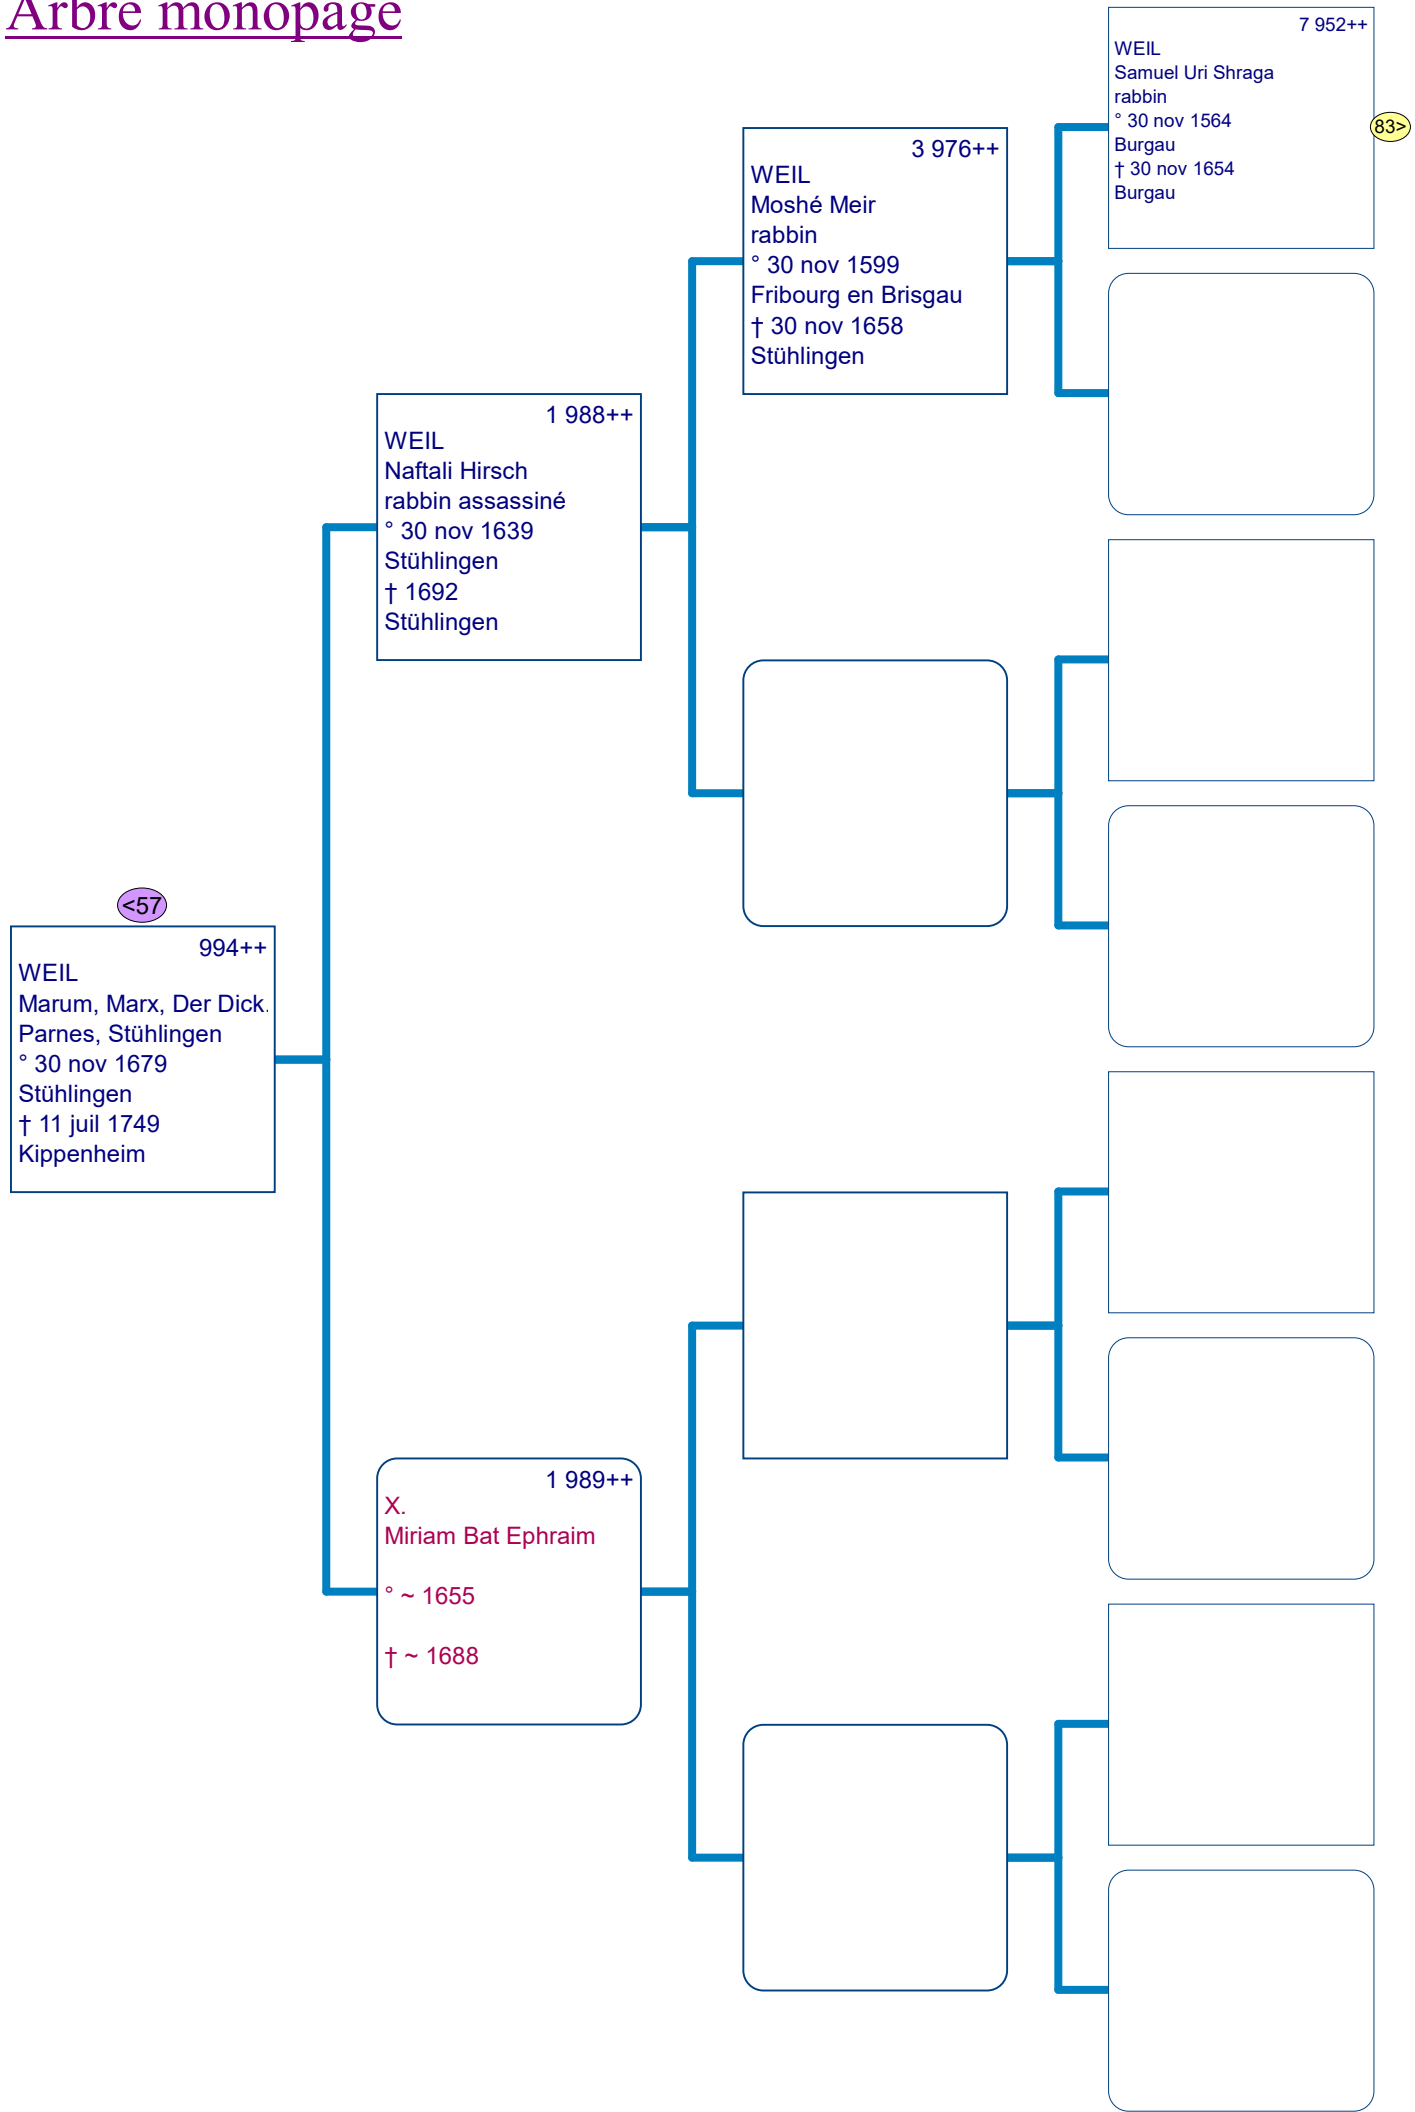 Arbre monopage
7 952++
WEIL
Samuel Uri Shraga
rabbin
° 30 nov 1564
Burgau
† 30 nov 1654
Burgau
83>
3 976++
WEIL
Moshé Meir
rabbin
° 30 nov 1599
Fribourg en Brisgau
† 30 nov 1658
Stühlingen
1 988++
WEIL
Naftali Hirsch
rabbin assassiné
° 30 nov 1639
Stühlingen
† 1692
Stühlingen
<57
994++
WEIL
Marum, Marx, Der Dick.
Parnes, Stühlingen
° 30 nov 1679
Stühlingen
† 11 juil 1749
Kippenheim
1 989++
X.
Miriam Bat Ephraim
° ~ 1655
† ~ 1688